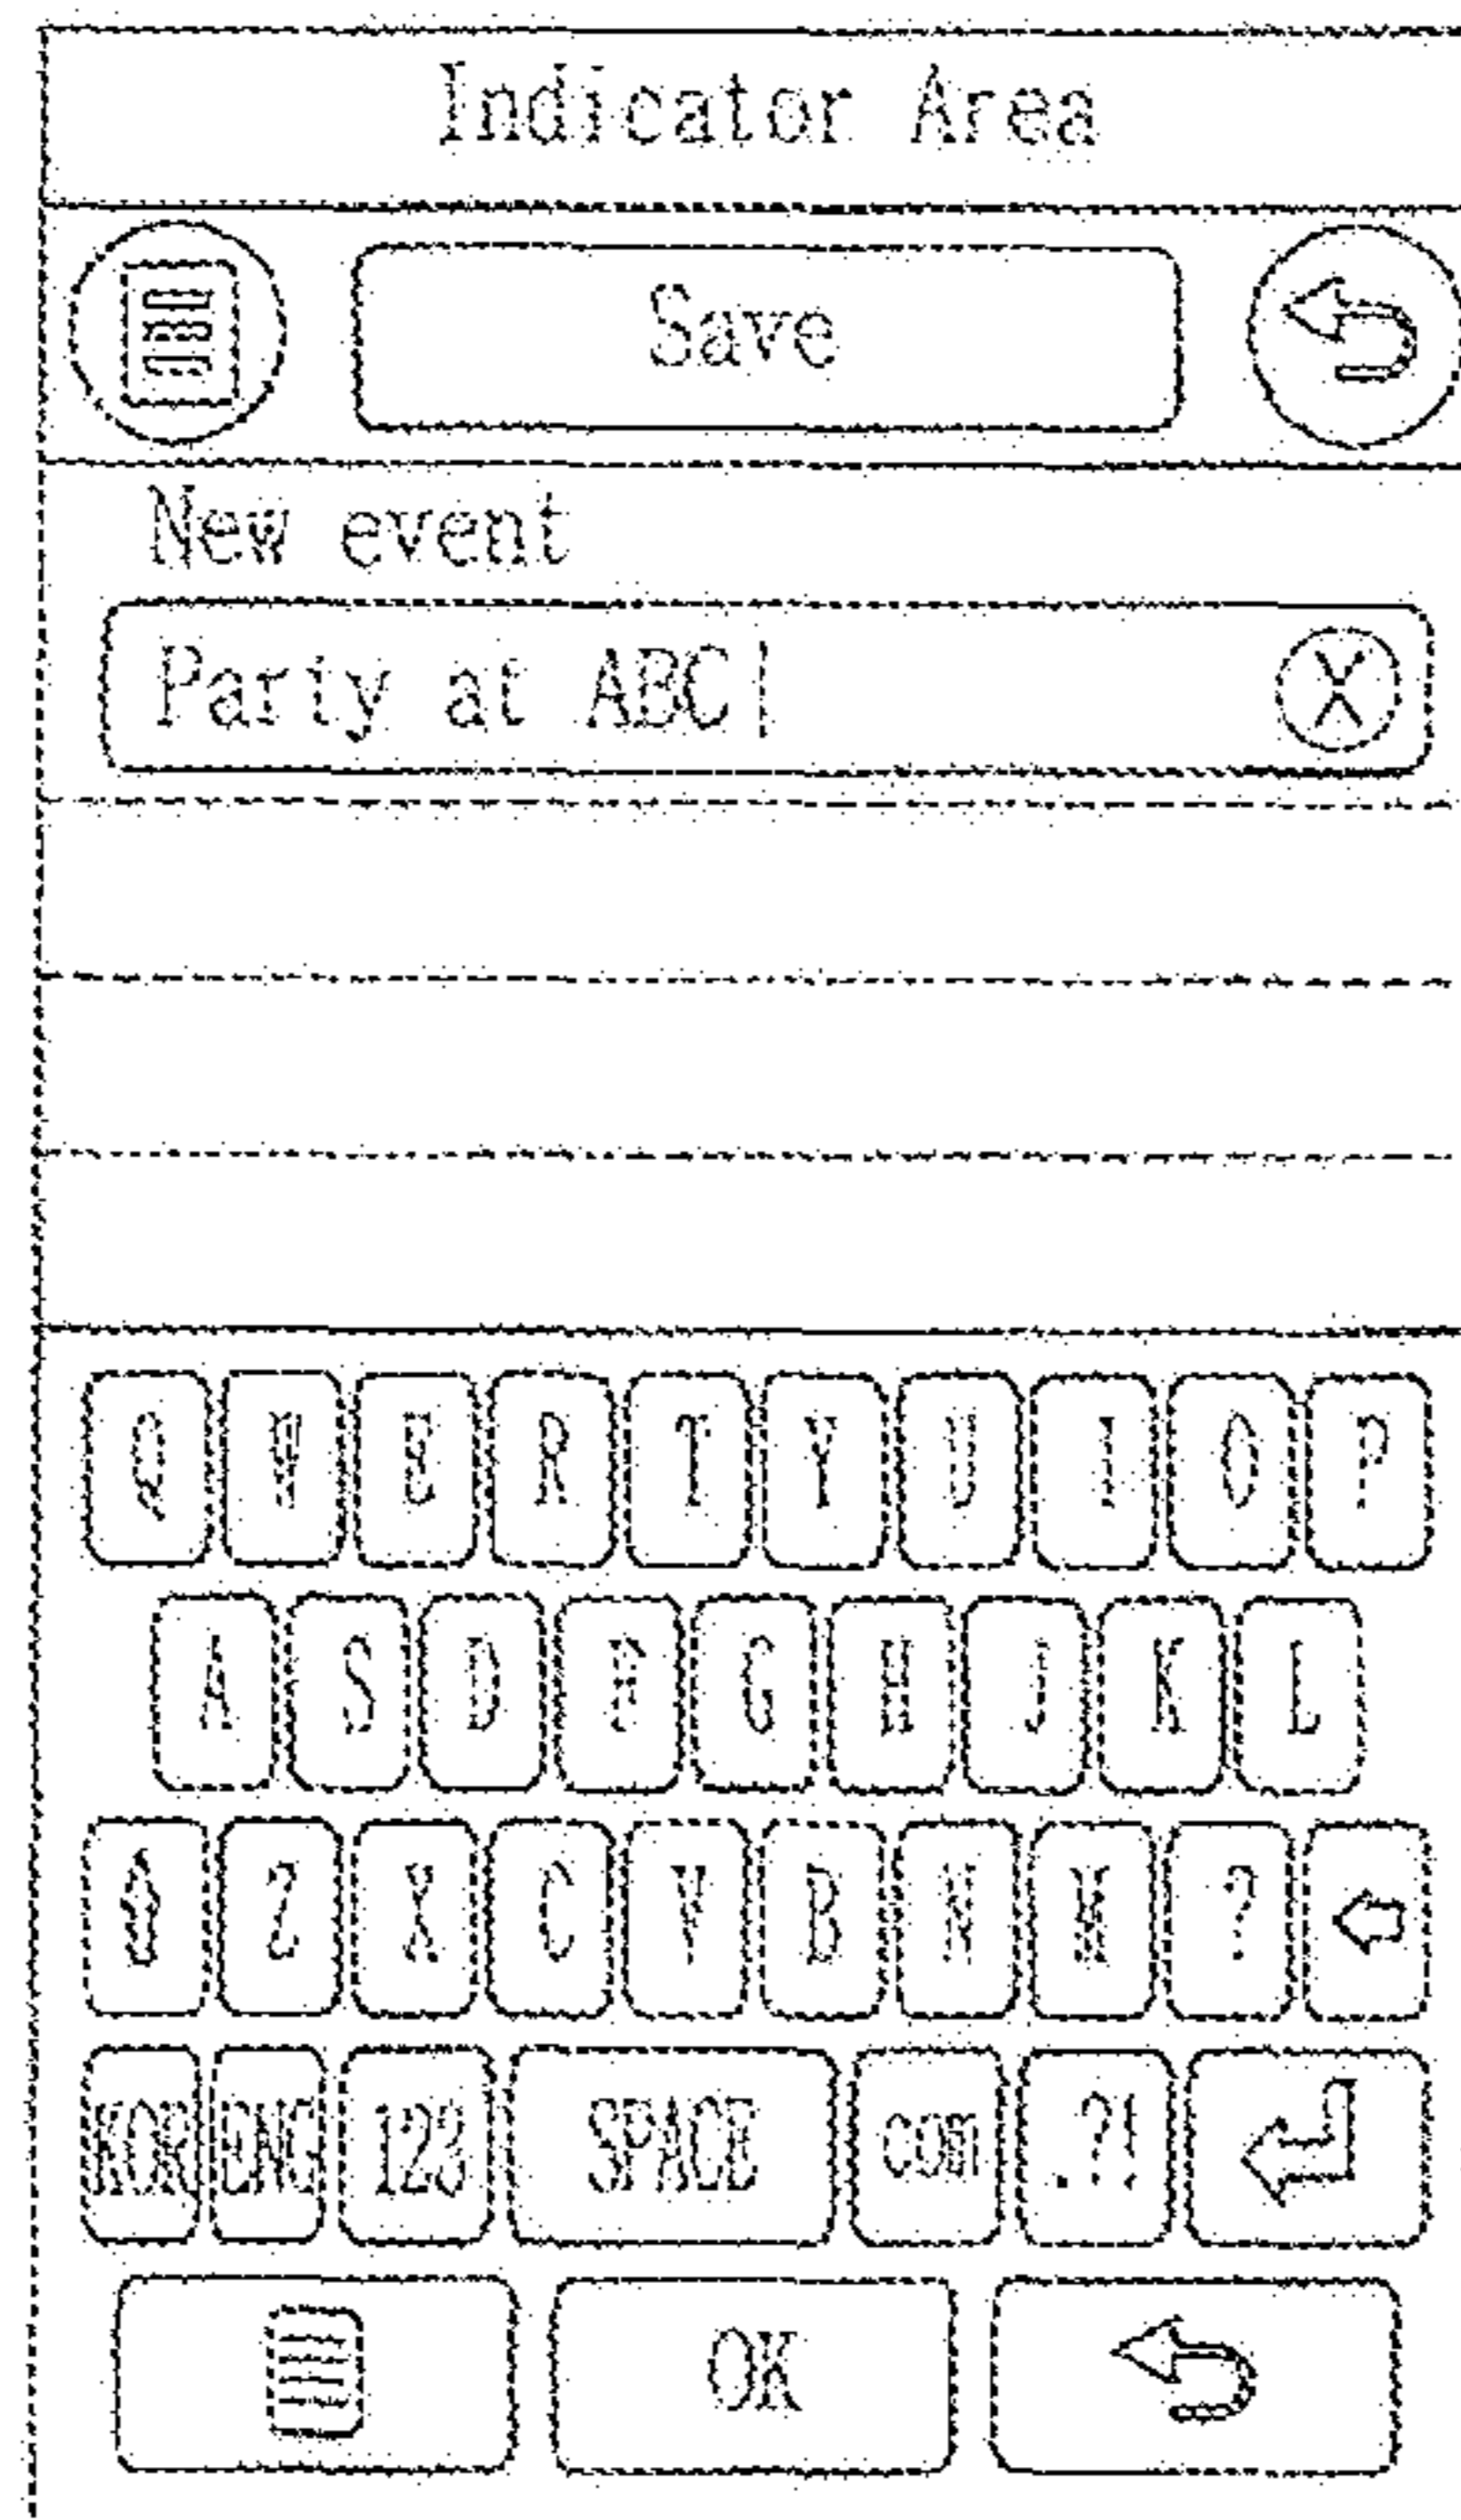 Indicator Area
Save
New event
Party at ABC
X
Q W E R T Y U I O P
A S D F G H J K L
Z X C V B N M ?
KOR ENG 123 SPACE com .?!
OK